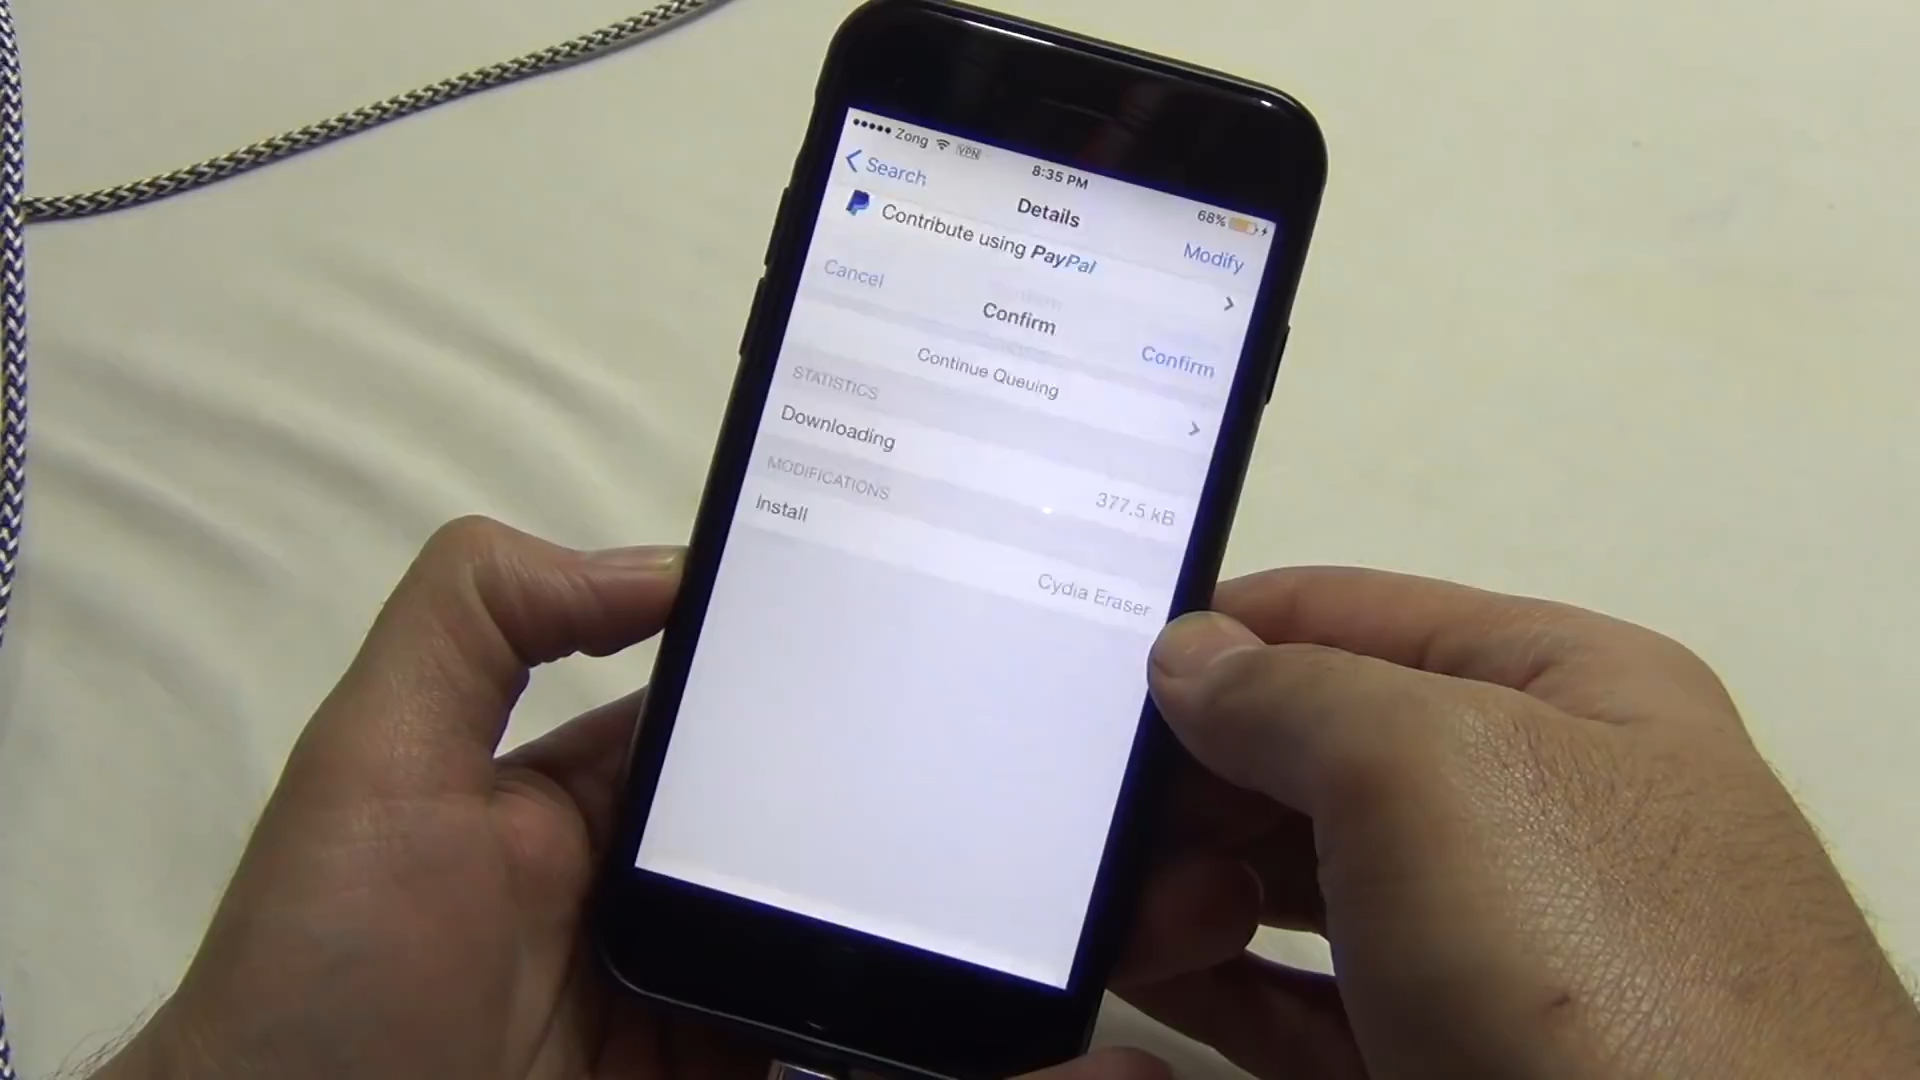 Zong VPN
8:35 PM
68%
Search
Details
Modify
Contribute using PayPal
Cancel
Confirm
Confirm
Continue Queuing
STATISTICS
Downloading
377.5 kB
MODIFICATIONS
Install
Cydia Eraser